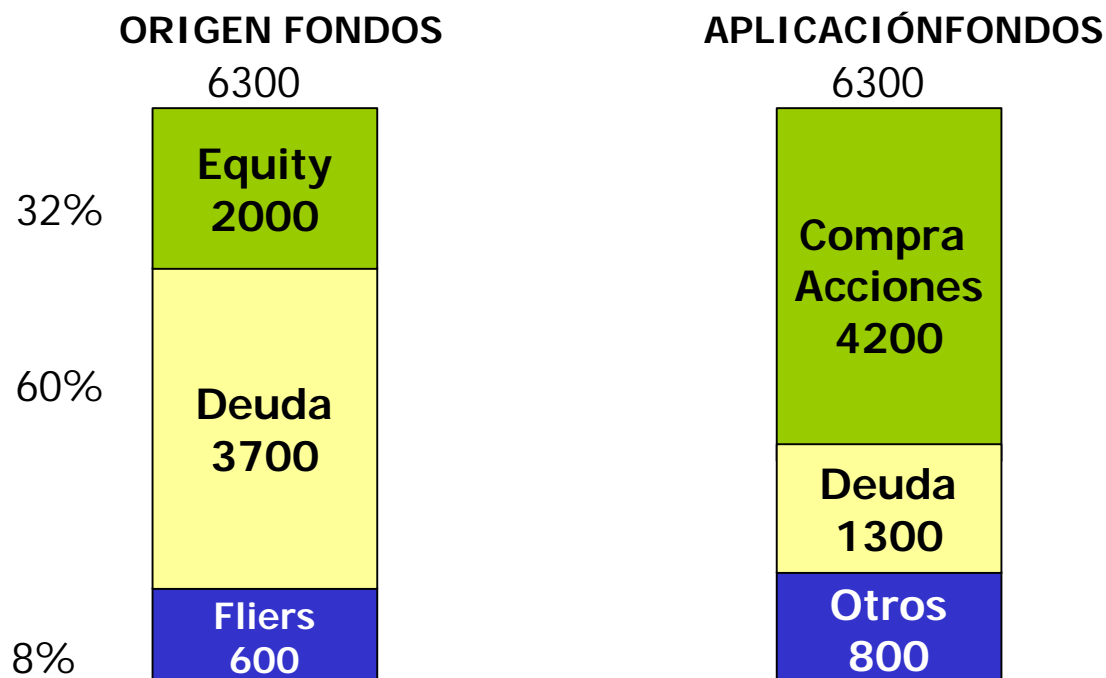 ORIGEN FONDOS
6300
32%
Equity
2000
60%
Deuda
3700
8%
Fliers
600
APLICACIÓNFONDOS
6300
Compra
Acciones
4200
Deuda
1300
Otros
800